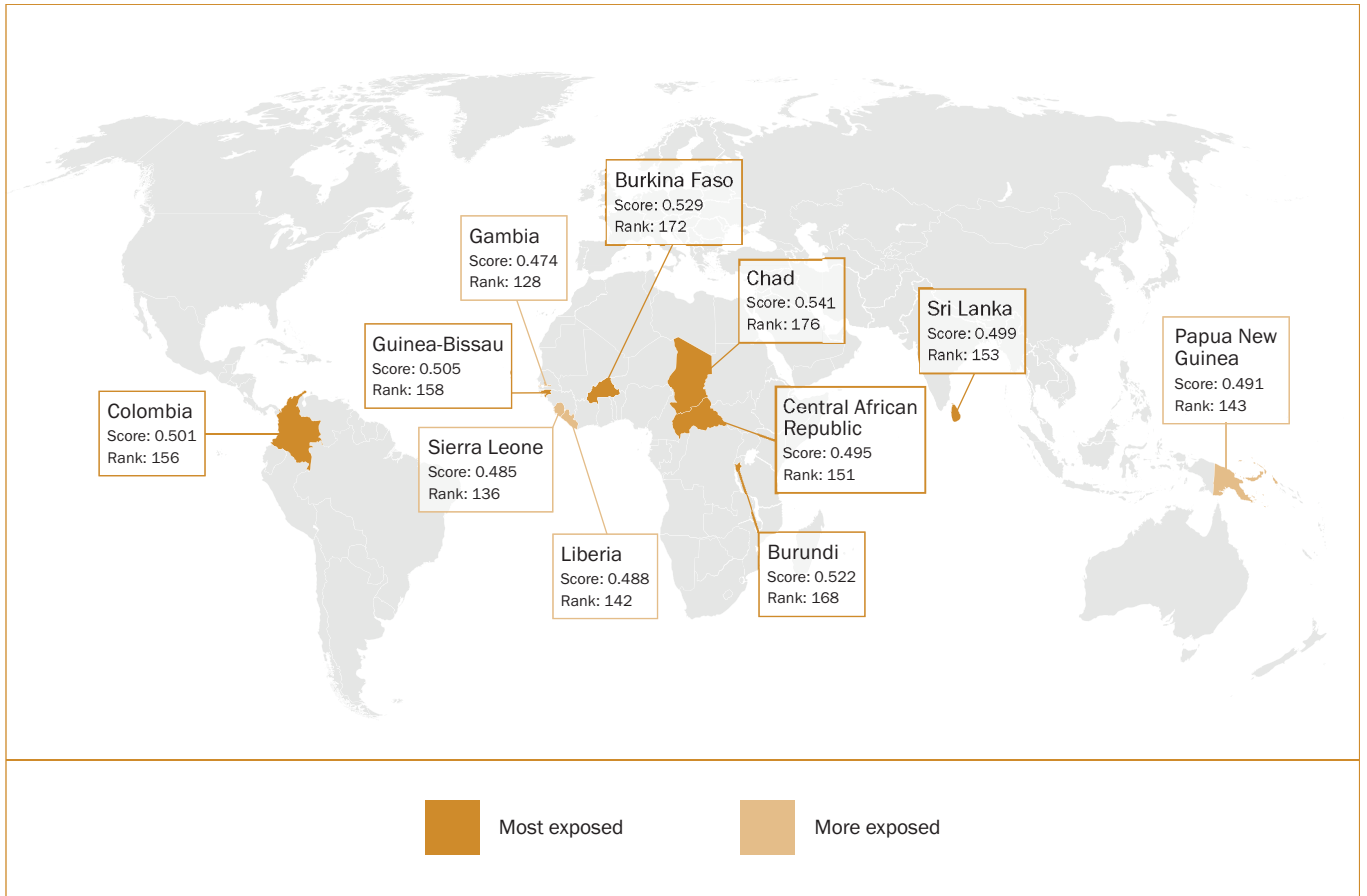 Burkina Faso
Score: 0.529
Rank: 172
Gambia
Score: 0.474
Rank: 128
Chad
Score: 0.541
Rank: 176
Sri Lanka
Score: 0.499
Rank: 153
Papua New
Guinea
Score: 0.491
Rank: 143
Guinea-Bissau
Score: 0.505
Rank: 158
Colombia
Score: 0.501
Rank: 156
Central African
Republic
Score: 0.495
Rank: 151
Sierra Leone
Score: 0.485
Rank: 136
Liberia
Score: 0.488
Rank: 142
Burundi
Score: 0.522
Rank: 168
Most exposed
More exposed